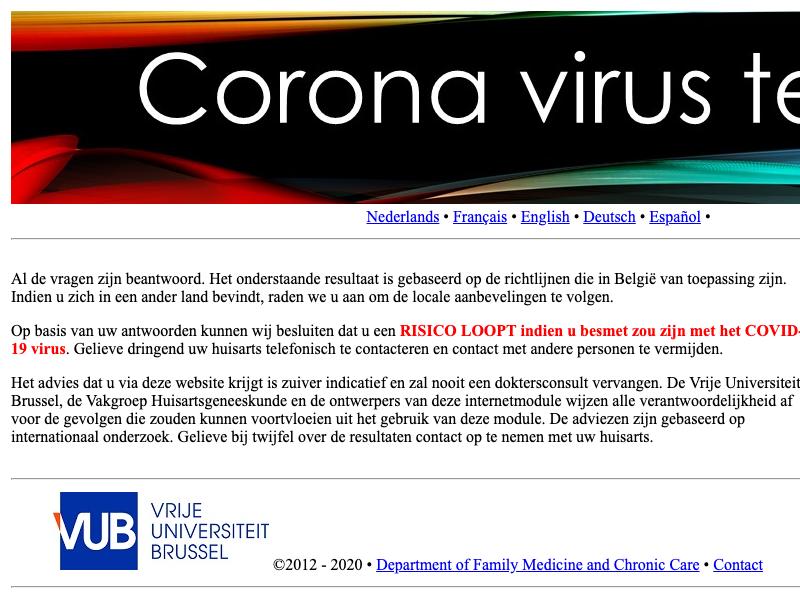 Corona virus te
Nederlands • Français • English • Deutsch • Español •
Al de vragen zijn beantwoord. Het onderstaande resultaat is gebaseerd op de richtlijnen die in België van toepassing zijn.
Indien u zich in een ander land bevindt, raden we u aan om de locale aanbevelingen te volgen.
Op basis van uw antwoorden kunnen wij besluiten dat u een RISICO LOOPT indien u besmet zou zijn met het COVID-
19 virus. Gelieve dringend uw huisarts telefonisch te contacteren en contact met andere personen te vermijden.
Het advies dat u via deze website krijgt is zuiver indicatief en zal nooit een doktersconsult vervangen. De Vrije Universiteit
Brussel, de Vakgroep Huisartsgeneeskunde en de ontwerpers van deze internetmodule wijzen alle verantwoordelijkheid af
voor de gevolgen die zouden kunnen voortvloeien uit het gebruik van deze module. De adviezen zijn gebaseerd op
internationaal onderzoek. Gelieve bij twijfel over de resultaten contact op te nemen met uw huisarts.
VUB
VRIJE
UNIVERSITEIT
BRUSSEL
©2012 - 2020 • Department of Family Medicine and Chronic Care • Contact